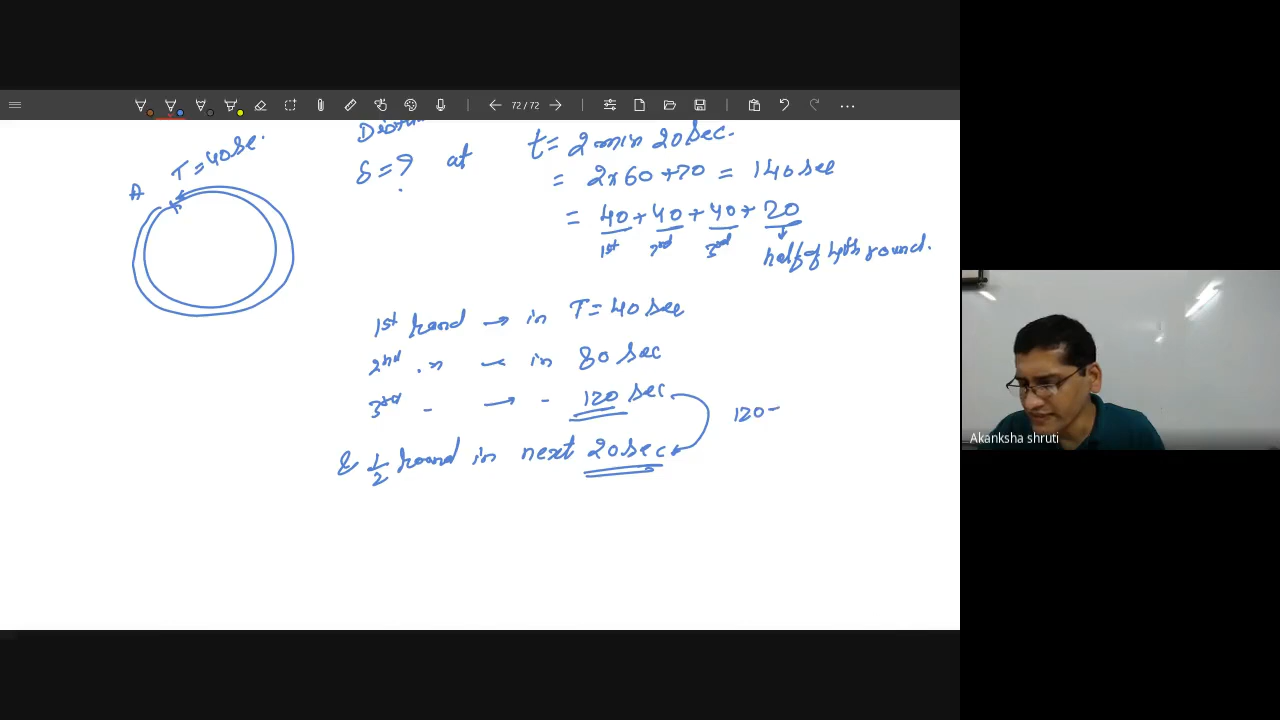 72 / 72
T = 40 Sec.
A
δ = ? at
t = 2 min 20 Sec.
= 2 x 60 + 20 = 140 Sec
= 40 + 40 + 40 + 20
1st 2nd 3rd
half of 4th round.
1st round → in T = 40 Sec
2nd . n — in 80 Sec
3rd - → - 120 Sec
120 -
& 1/2 round in next 20 Sec
Akanksha shruti